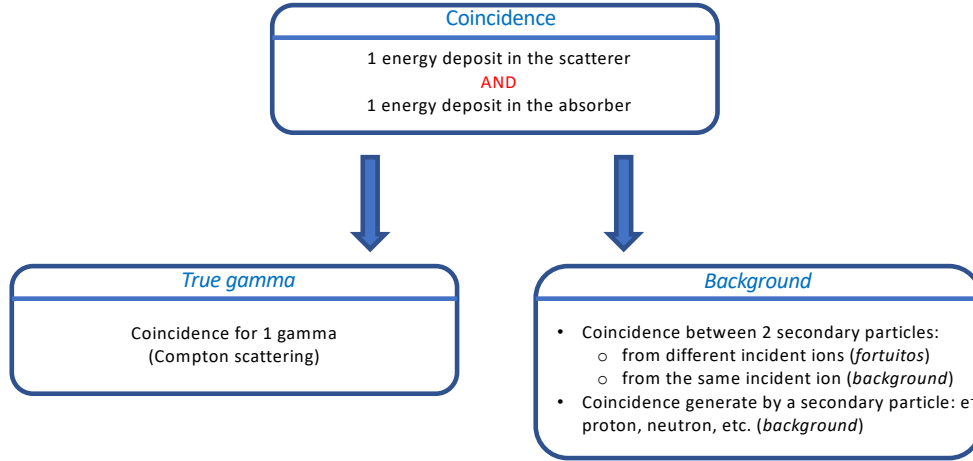 Coincidence
1 energy deposit in the scatterer
AND
1 energy deposit in the absorber
True gamma
Coincidence for 1 gamma
(Compton scattering)
Background
• Coincidence between 2 secondary particles:
o from different incident ions (fortuitos)
o from the same incident ion (background)
• Coincidence generate by a secondary particle: e⁺
proton, neutron, etc. (background)